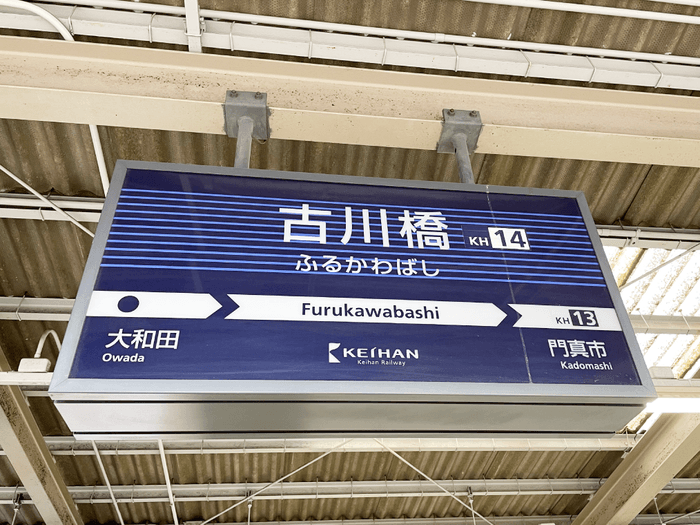 古川橋 KH 14
ふるかわばし
Furukawabashi
KH 13
大和田
Owada
門真市
Kadomashi
KEIHAN
Keihan Railway